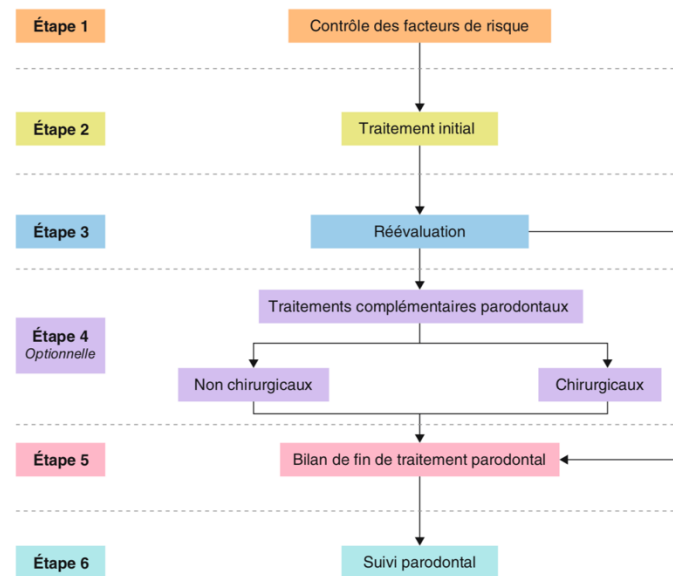 Étape 1
Contrôle des facteurs de risque
Étape 2
Traitement initial
Étape 3
Réévaluation
Traitements complémentaires parodontaux
Étape 4
Optionnelle
Non chirurgicaux
Chirurgicaux
Étape 5
Bilan de fin de traitement parodontal
Étape 6
Suivi parodontal